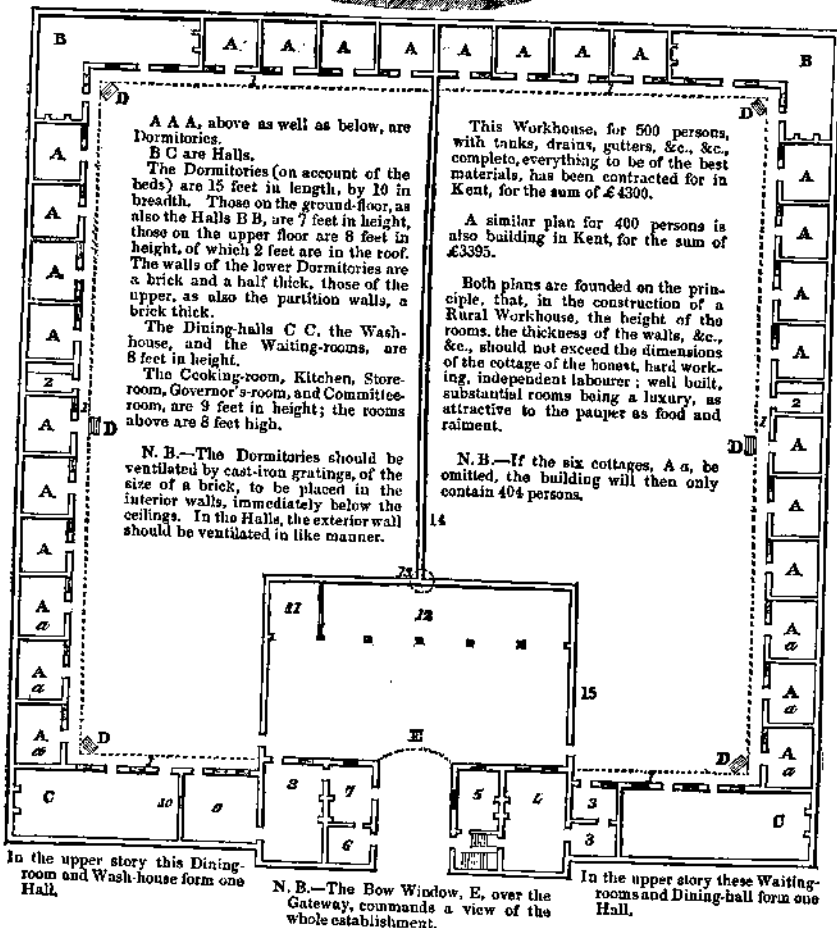 B
A
A
A
A
A
A
A
A
B
D
D
A A A, above as well as below, are
Dormitories.
B C are Halls.
The Dormitories (on account of the
beds) are 15 feet in length, by 10 in
breadth. Those on the ground-floor, as
also the Halls B B, are 7 feet in height,
those on the upper floor are 8 feet in
height, of which 2 feet are in the roof.
The walls of the lower Dormitories are
a brick and a half thick, those of the
upper, as also the partition walls, a
brick thick.
The Dining-halls C C, the Wash-
house, and the Waiting-rooms, are
8 feet in height.
The Cooking-room, Kitchen, Store-
room, Governor's-room, and Committee-
room, are 9 feet in height; the rooms
above are 8 feet high.
N. B.—The Dormitories should be
ventilated by cast-iron gratings, of the
size of a brick, to be placed in the
interior walls, immediately below the
ceilings. In the Halls, the exterior wall
should be ventilated in like manner.
This Workhouse, for 500 persons,
with tanks, drains, gutters, &c., &c.,
complete, everything to be of the best
materials, has been contracted for in
Kent, for the sum of £4300.
A similar plan for 400 persons is
also building in Kent, for the sum of
£3395.
Both plans are founded on the prin-
ciple, that, in the construction of a
Rural Workhouse, the height of the
rooms, the thickness of the walls, &c.,
&c., should not exceed the dimensions
of the cottage of the honest, hard work-
ing, independent labourer; well built,
substantial rooms being a luxury, as
attractive to the pauper as food and
raiment.
N. B.—If the six cottages, A a, be
omitted, the building will then only
contain 404 persons.
A
A
A
A
2
1
D
A
A
A
A a
A a
A a
D
A
A
A
A
2
1
D
A
A
A
A a
A a
A a
D
14
13
11
12
15
E
1
1
C
10
9
8
7
6
5
4
3
3
C
In the upper story this Dining-
room and Wash-house form one
Hall.
N. B.—The Bow Window, E, over the
Gateway, commands a view of the
whole establishment.
In the upper story these Waiting-
rooms and Dining-hall form one
Hall.